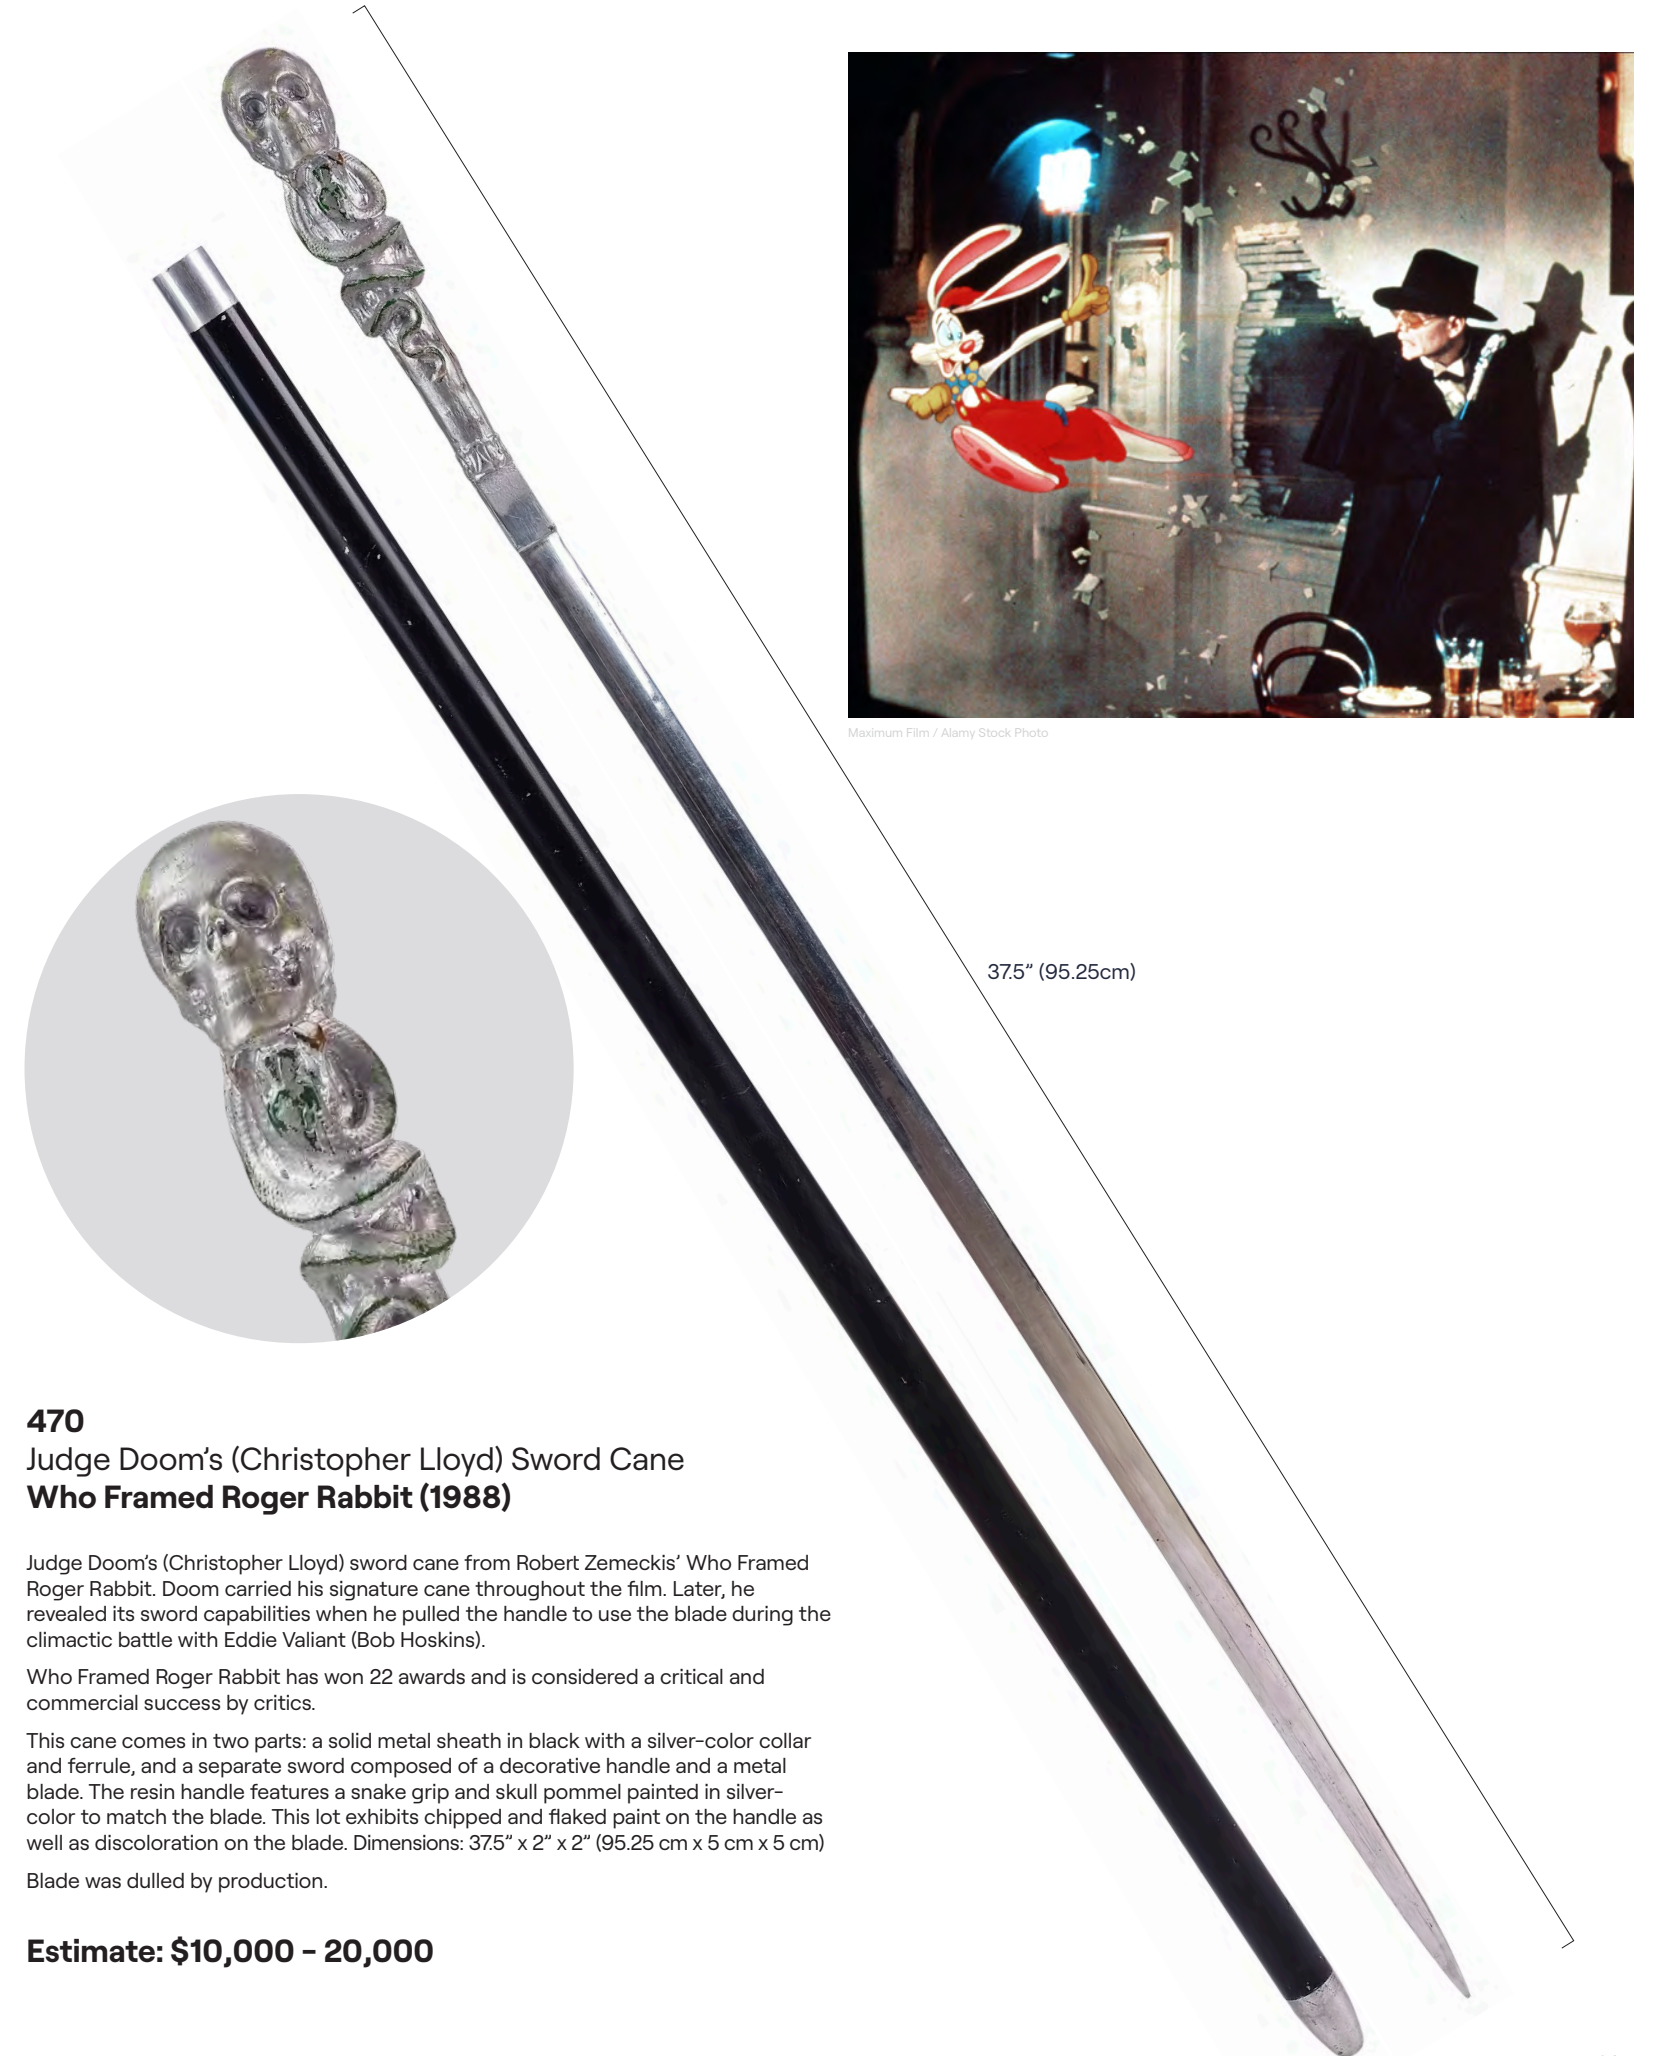 Maximum Film / Alamy Stock Photo
37.5” (95.25cm)
470
Judge Doom’s (Christopher Lloyd) Sword Cane
Who Framed Roger Rabbit (1988)
Judge Doom’s (Christopher Lloyd) sword cane from Robert Zemeckis’ Who Framed
Roger Rabbit. Doom carried his signature cane throughout the film. Later, he
revealed its sword capabilities when he pulled the handle to use the blade during the
climactic battle with Eddie Valiant (Bob Hoskins).
Who Framed Roger Rabbit has won 22 awards and is considered a critical and
commercial success by critics.
This cane comes in two parts: a solid metal sheath in black with a silver-color collar
and ferrule, and a separate sword composed of a decorative handle and a metal
blade. The resin handle features a snake grip and skull pommel painted in silver-
color to match the blade. This lot exhibits chipped and flaked paint on the handle as
well as discoloration on the blade. Dimensions: 37.5” x 2” x 2” (95.25 cm x 5 cm x 5 cm)
Blade was dulled by production.
Estimate: $10,000 - 20,000